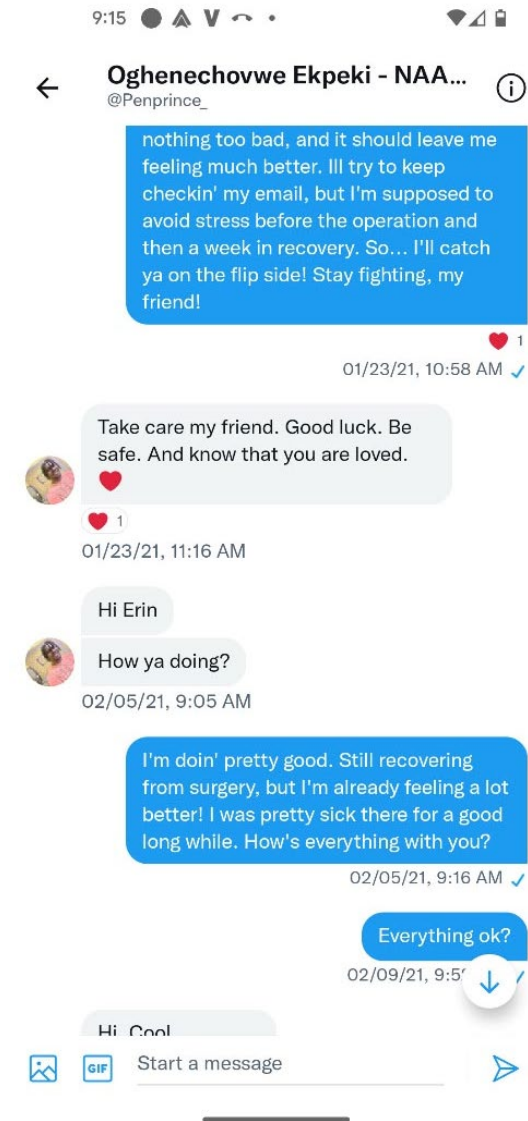 9:15
Oghenechovwe Ekpeki - NAA...
@Penprince_
nothing too bad, and it should leave me
feeling much better. Ill try to keep
checkin' my email, but I'm supposed to
avoid stress before the operation and
then a week in recovery. So... I'll catch
ya on the flip side! Stay fighting, my
friend!
1
01/23/21, 10:58 AM
Take care my friend. Good luck. Be
safe. And know that you are loved.
1
01/23/21, 11:16 AM
Hi Erin
How ya doing?
02/05/21, 9:05 AM
I'm doin' pretty good. Still recovering
from surgery, but I'm already feeling a lot
better! I was pretty sick there for a good
long while. How's everything with you?
02/05/21, 9:16 AM
Everything ok?
02/09/21,
Hi Cool
GIF
Start a message